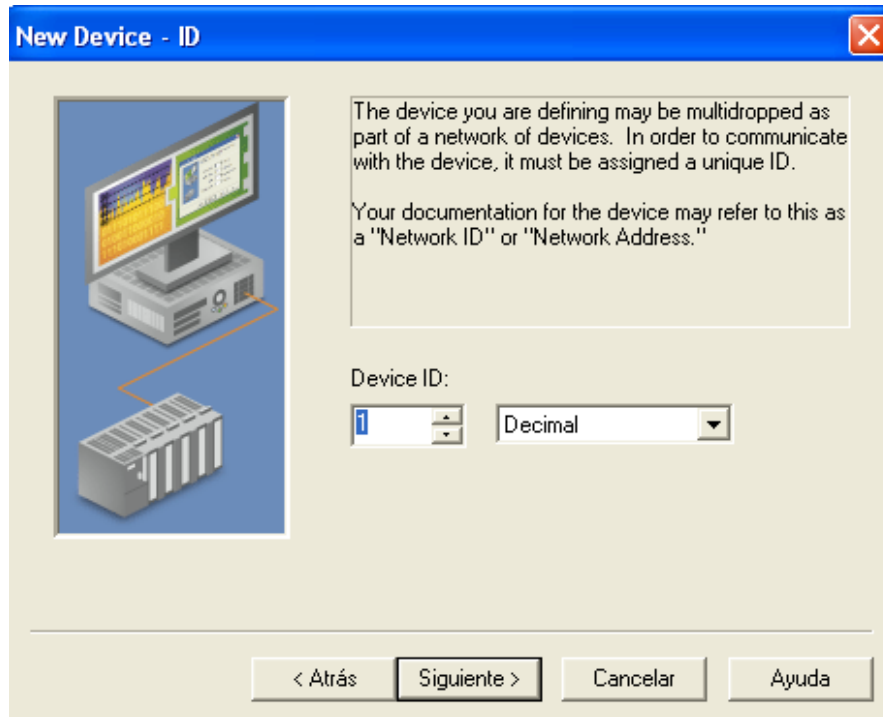 New Device - ID
The device you are defining may be multidropped as
part of a network of devices.  In order to communicate
with the device, it must be assigned a unique ID.
Your documentation for the device may refer to this as
a "Network ID" or "Network Address."
Device ID:
1 Decimal
< Atrás Siguiente > Cancelar Ayuda